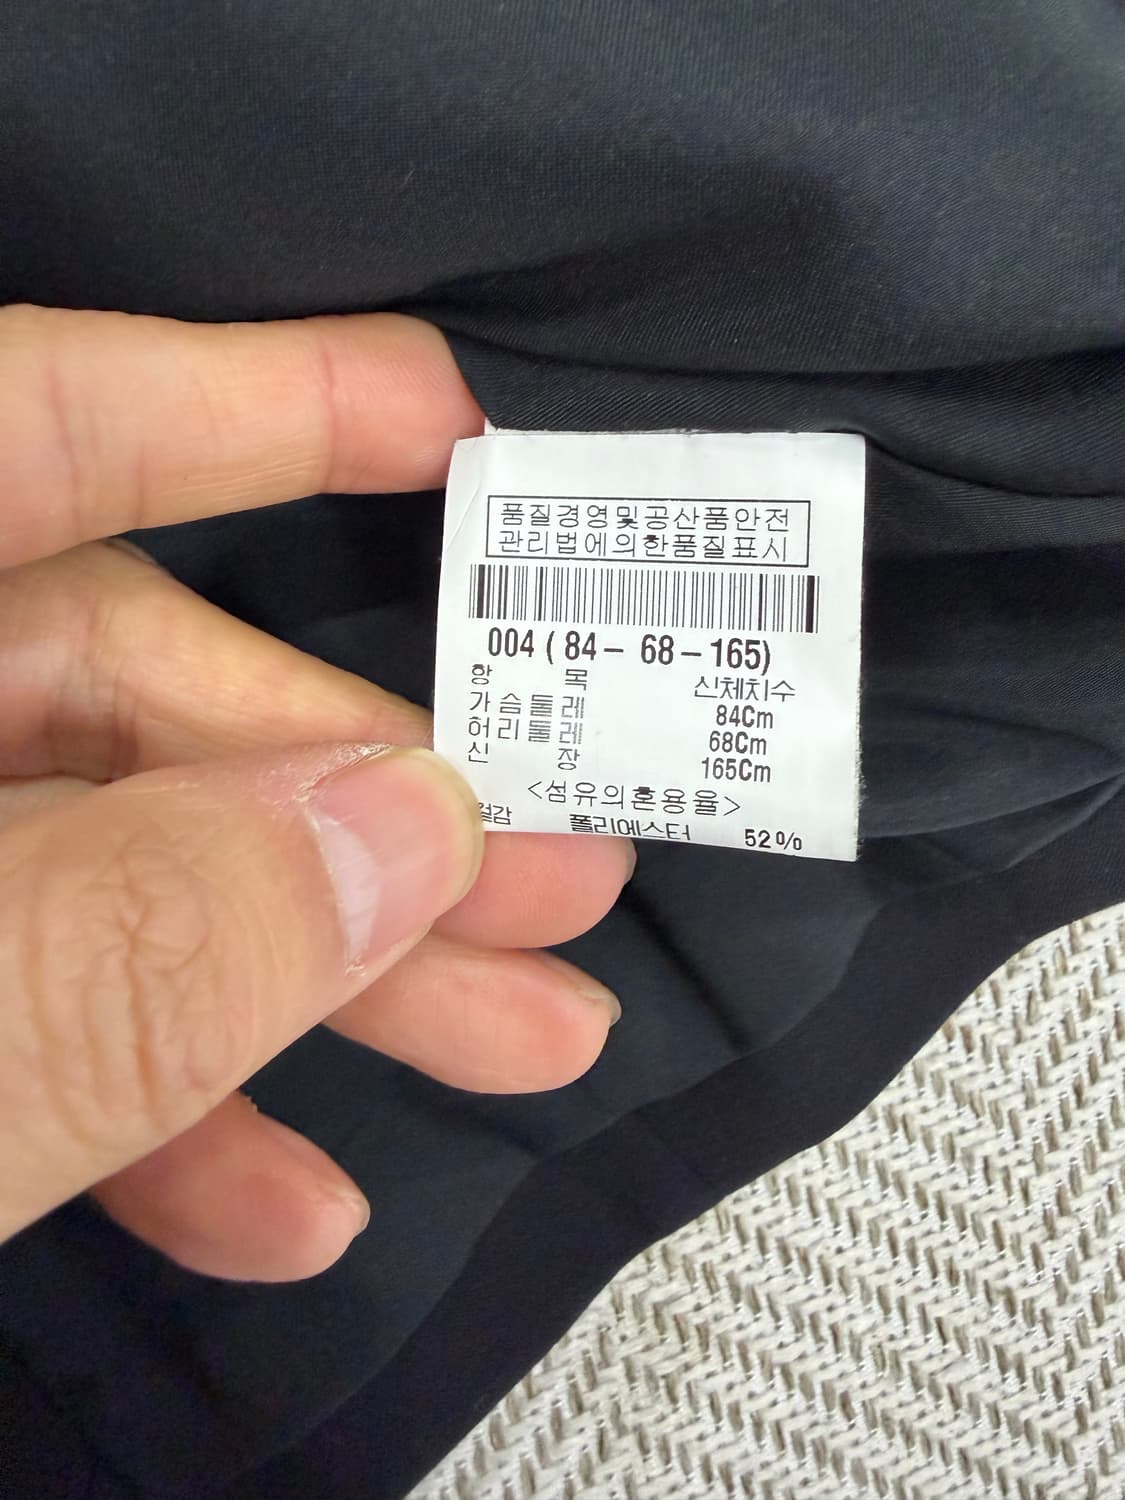 품질경영및공산품안전
관리법에의한품질표시
004 ( 84 - 68 - 165)
항 목 신체치수
가슴둘레 84Cm
허리둘레 68Cm
신 장 165Cm
<섬유의혼용율>
겉감 폴리에스터 52%